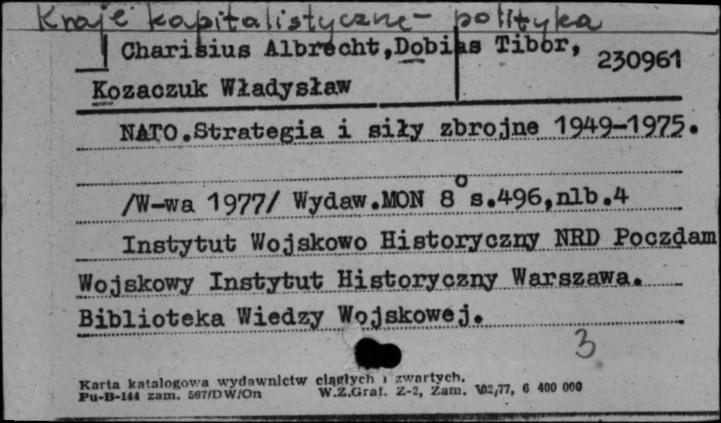 Kraje kapitalistyczne - polityka
Charisius Albrecht, Dobias Tibor,
230961
Kozaczuk Władysław
NATO.Strategia i siły zbrojne 1949-1975.
/W-wa 1977/ Wydaw.MON 8° s.496,nlb.4
Instytut Wojskowo Historyczny NRD Poczdam
Wojskowy Instytut Historyczny Warszawa.
Biblioteka Wiedzy Wojskowej.
3
Karta katalogowa wydawnictw ciągłych i zwartych.
Pu-B-144 zam. 567/DW/On W.Z.Graf. Z-2, Zam. 102/77, 6 400 000